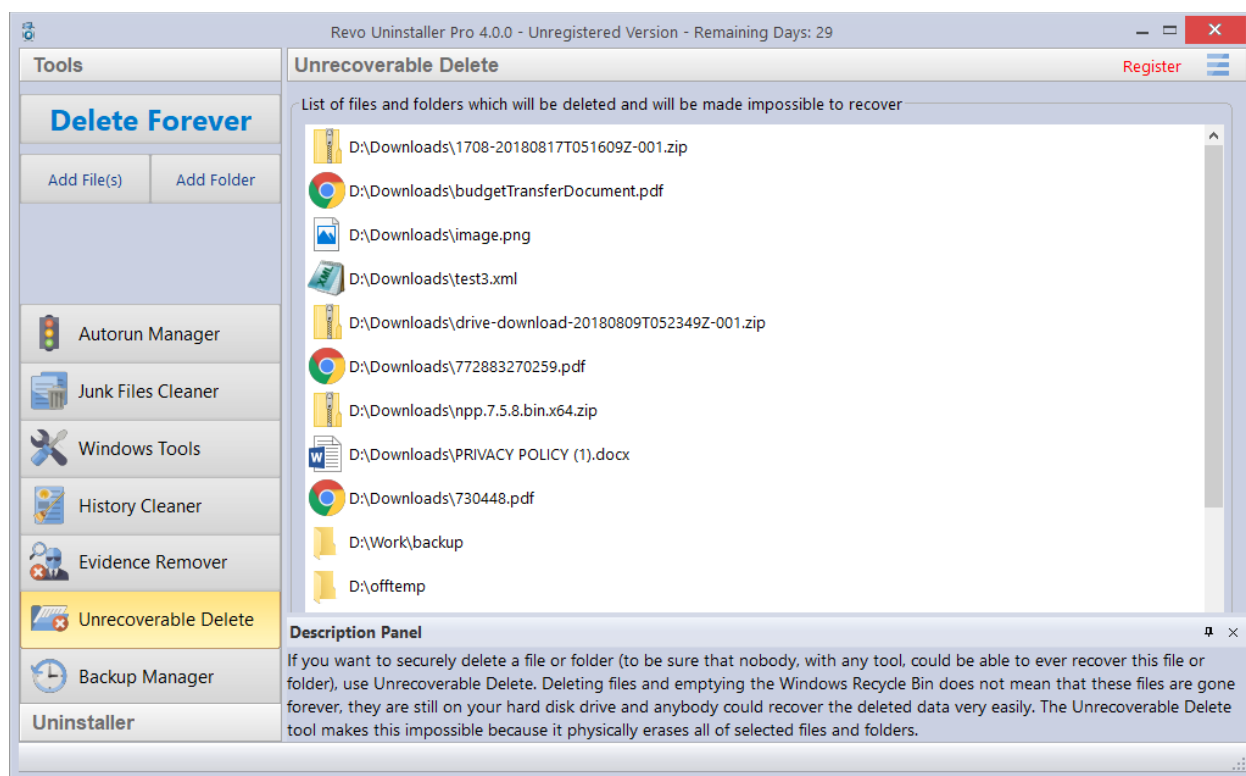 Revo Uninstaller Pro 4.0.0 - Unregistered Version - Remaining Days: 29
Tools
Delete Forever
Add File(s)
Add Folder
Autorun Manager
Junk Files Cleaner
Windows Tools
History Cleaner
Evidence Remover
Unrecoverable Delete
Backup Manager
Uninstaller
Unrecoverable Delete
Register
List of files and folders which will be deleted and will be made impossible to recover
D:\Downloads\1708-20180817T051609Z-001.zip
D:\Downloads\budgetTransferDocument.pdf
D:\Downloads\image.png
XML
D:\Downloads\test3.xml
D:\Downloads\drive-download-20180809T052349Z-001.zip
D:\Downloads\772883270259.pdf
D:\Downloads\npp.7.5.8.bin.x64.zip
W
D:\Downloads\PRIVACY POLICY (1).docx
D:\Downloads\730448.pdf
D:\Work\backup
D:\offtemp
Description Panel
If you want to securely delete a file or folder (to be sure that nobody, with any tool, could be able to ever recover this file or
folder), use Unrecoverable Delete. Deleting files and emptying the Windows Recycle Bin does not mean that these files are gone
forever, they are still on your hard disk drive and anybody could recover the deleted data very easily. The Unrecoverable Delete
tool makes this impossible because it physically erases all of selected files and folders.